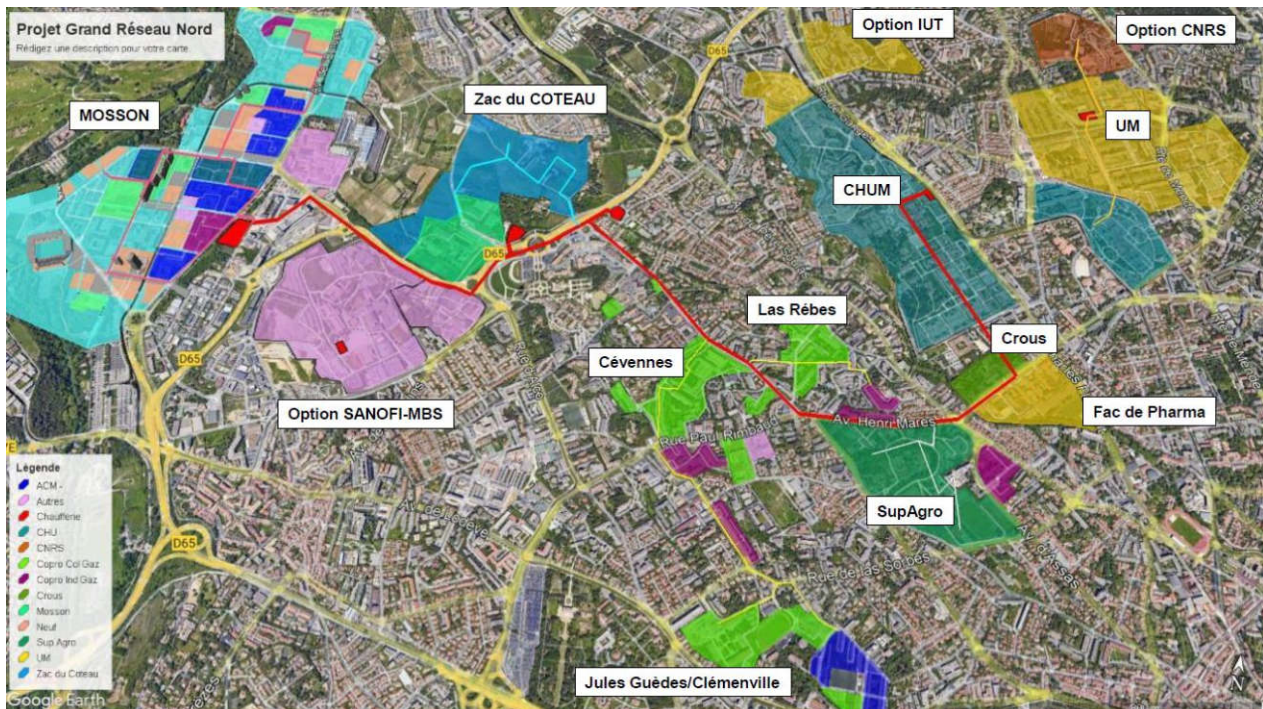 Projet Grand Réseau Nord
Rédigez une description pour votre carte.
Option IUT
Option CNRS
D65
MOSSON
Zac du COTEAU
UM
CHUM
D65
Las Rébes
Crous
D65
Cévennes
Option SANOFI-MBS
Av. Henri Marès
Fac de Pharma
Rue Paul Rimbaud
Légende
ACM -
Autres
Chaufferie
CHU
CNRS
Copro Col Gaz
Copro Ind Gaz
Crous
Mosson
Neuf
Sup Agro
UM
Zac du Coteau
SupAgro
D65
Rue de Las Sorbes
Jules Guèdes/Clémenville
N
Google Earth